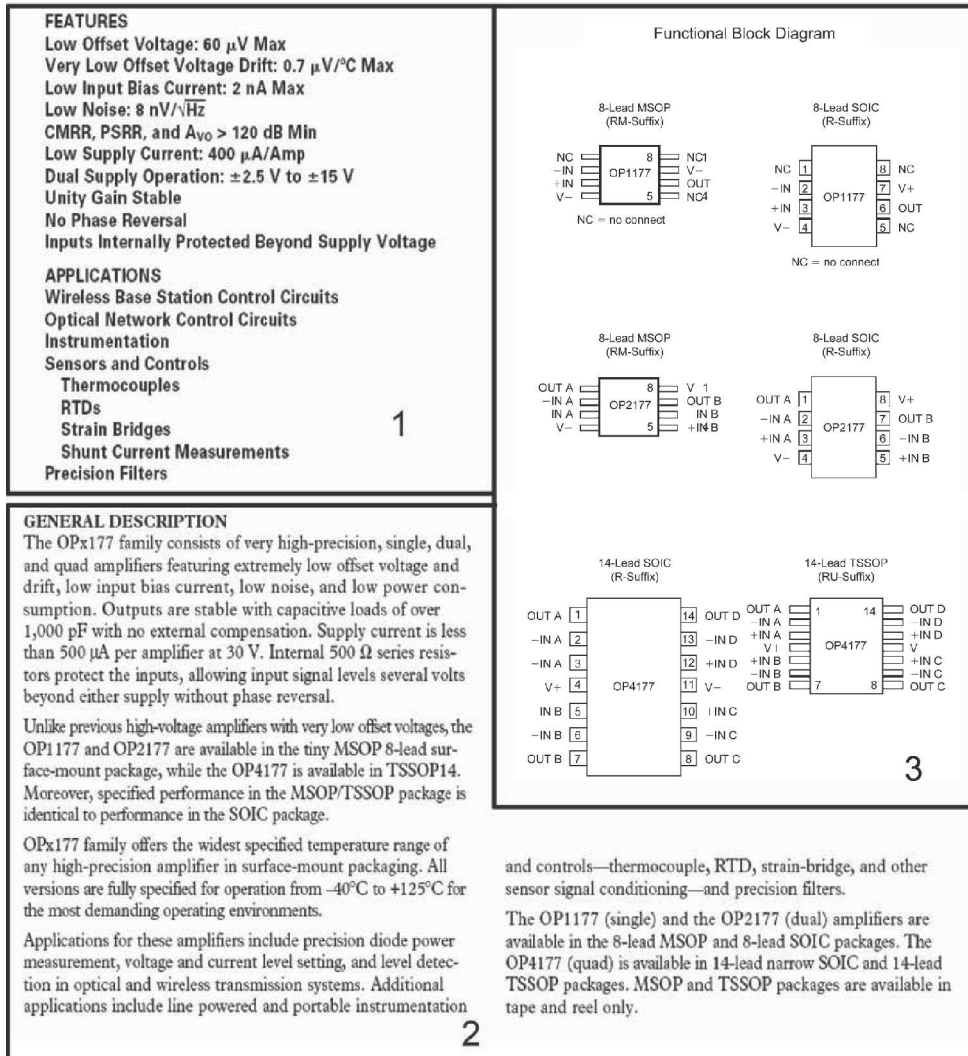 FEATURES
Low Offset Voltage: 60 μV Max
Very Low Offset Voltage Drift: 0.7 μV/°C Max
Low Input Bias Current: 2 nA Max
Low Noise: 8 nV/√Hz
CMRR, PSRR, and AVO > 120 dB Min
Low Supply Current: 400 μA/Amp
Dual Supply Operation: ±2.5 V to ±15 V
Unity Gain Stable
No Phase Reversal
Inputs Internally Protected Beyond Supply Voltage
APPLICATIONS
Wireless Base Station Control Circuits
Optical Network Control Circuits
Instrumentation
Sensors and Controls
Thermocouples
RTDs
Strain Bridges
Shunt Current Measurements
Precision Filters
1
GENERAL DESCRIPTION
The OPx177 family consists of very high-precision, single, dual,
and quad amplifiers featuring extremely low offset voltage and
drift, low input bias current, low noise, and low power con-
sumption. Outputs are stable with capacitive loads of over
1,000 pF with no external compensation. Supply current is less
than 500 μA per amplifier at 30 V. Internal 500 Ω series resis-
tors protect the inputs, allowing input signal levels several volts
beyond either supply without phase reversal.
Unlike previous high-voltage amplifiers with very low offset voltages, the
OP1177 and OP2177 are available in the tiny MSOP 8-lead sur-
face-mount package, while the OP4177 is available in TSSOP14.
Moreover, specified performance in the MSOP/TSSOP package is
identical to performance in the SOIC package.
OPx177 family offers the widest specified temperature range of
any high-precision amplifier in surface-mount packaging. All
versions are fully specified for operation from –40°C to +125°C for
the most demanding operating environments.
Applications for these amplifiers include precision diode power
measurement, voltage and current level setting, and level detec-
tion in optical and wireless transmission systems. Additional
applications include line powered and portable instrumentation
and controls—thermocouple, RTD, strain-bridge, and other
sensor signal conditioning—and precision filters.
The OP1177 (single) and the OP2177 (dual) amplifiers are
available in the 8-lead MSOP and 8-lead SOIC packages. The
OP4177 (quad) is available in 14-lead narrow SOIC and 14-lead
TSSOP packages. MSOP and TSSOP packages are available in
tape and reel only.
2
Functional Block Diagram
8-Lead MSOP
(RM-Suffix)
NC 8 NC1
−IN OP1177 V−
+IN OUT
V− 5 NC4
NC = no connect
8-Lead SOIC
(R-Suffix)
NC 1 8 NC
−IN 2 7 V+
OP1177
+IN 3 6 OUT
V− 4 5 NC
NC = no connect
8-Lead MSOP
(RM-Suffix)
OUT A 8 V 1
−IN A OP2177 OUT B
IN A IN B
V− 5 +IN B
8-Lead SOIC
(R-Suffix)
OUT A 1 8 V+
−IN A 2 7 OUT B
OP2177
+IN A 3 6 −IN B
V− 4 5 +IN B
14-Lead SOIC
(R-Suffix)
OUT A 1 14 OUT D
−IN A 2 13 −IN D
−IN A 3 12 +IN D
V+ 4 OP4177 11 V−
IN B 5 10 IN C
−IN B 6 9 −IN C
OUT B 7 8 OUT C
14-Lead TSSOP
(RU-Suffix)
OUT A 1 14 OUT D
−IN A −IN D
+IN A +IN D
V OP4177 V
+IN B +IN C
−IN B −IN C
OUT B 7 8 OUT C
3